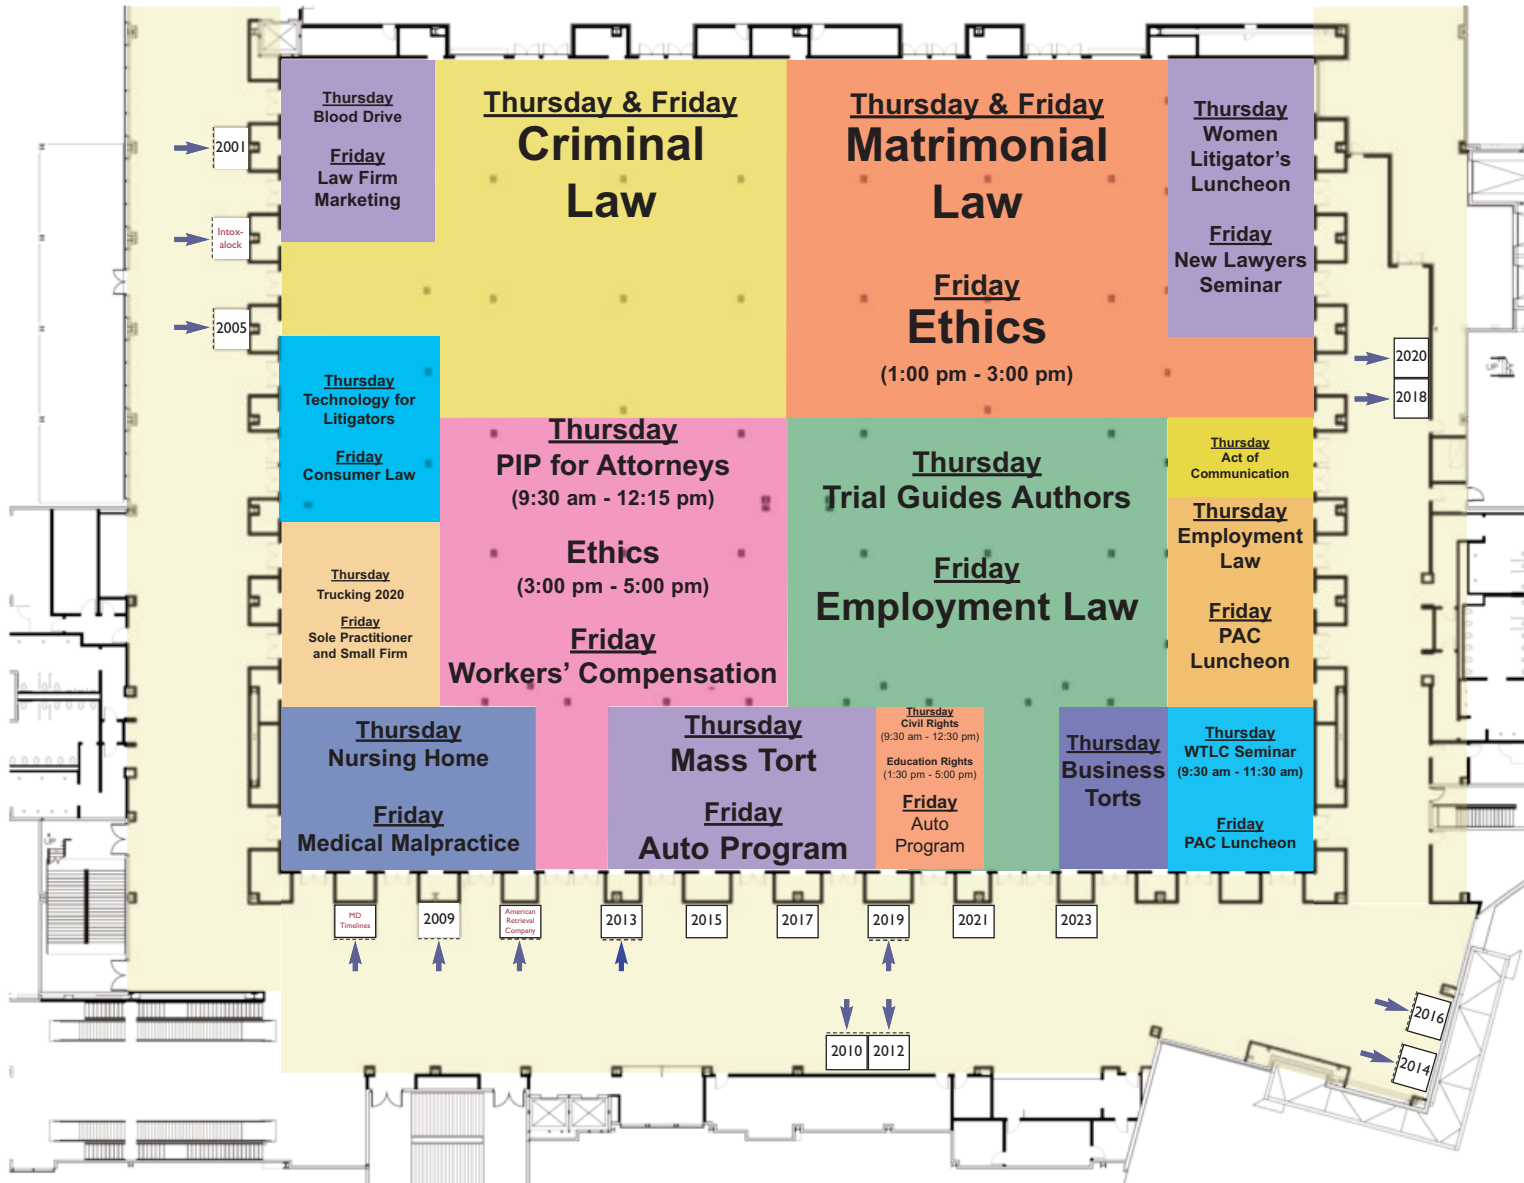 Thursday
Blood Drive
Friday
Law Firm
Marketing
Thursday & Friday
Criminal
Law
Thursday & Friday
Matrimonial
Law
Friday
Ethics
(1:00 pm - 3:00 pm)
Thursday
Women
Litigator's
Luncheon
Friday
New Lawyers
Seminar
2001
Intox-
alock
2005
2020
2018
UP
Thursday
Technology for
Litigators
Friday
Consumer Law
Thursday
PIP for Attorneys
(9:30 am - 12:15 pm)
Ethics
(3:00 pm - 5:00 pm)
Friday
Workers' Compensation
Thursday
Trial Guides Authors
Friday
Employment Law
Thursday
Act of
Communication
Thursday
Employment
Law
Friday
PAC
Luncheon
Thursday
Trucking 2020
Friday
Sole Practitioner
and Small Firm
Thursday
Nursing Home
Friday
Medical Malpractice
Thursday
Mass Tort
Friday
Auto Program
Thursday
Civil Rights
(9:30 am - 12:30 pm)
Education Rights
(1:30 pm - 5:00 pm)
Friday
Auto
Program
Thursday
Business
Torts
Thursday
WTLC Seminar
(9:30 am - 11:30 am)
Friday
PAC Luncheon
UP
MD
Timelines
2009
American
Retrieval
Company
2013
2015
2017
2019
2021
2023
2010
2012
2016
2014